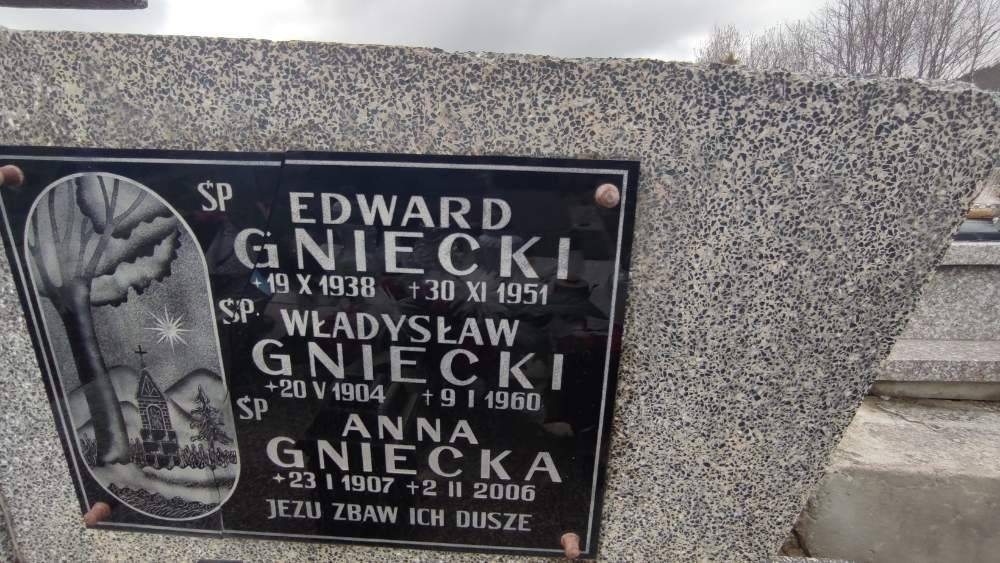 ŚP EDWARD
GNIECKI
+19 X 1938 +30 XI 1951
Ś.P. WŁADYSŁAW
GNIECKI
+20 V 1904 +9 I 1960
ŚP ANNA
GNIECKA
+23 I 1907 +2 II 2006
JEZU ZBAW ICH DUSZE